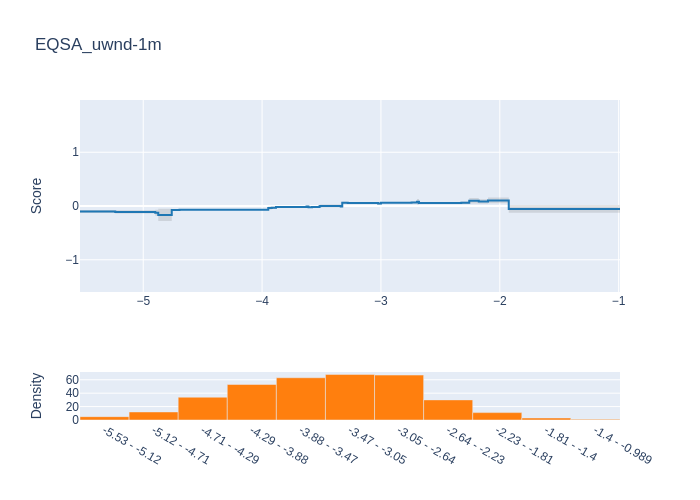 EQSA_uwnd-1m
Score
1
0
−1
−5
−4
−3
−2
−1
Density
60
40
20
0
-5.53 - -5.12
-5.12 - -4.71
-4.71 - -4.29
-4.29 - -3.88
-3.88 - -3.47
-3.47 - -3.05
-3.05 - -2.64
-2.64 - -2.23
-2.23 - -1.81
-1.81 - -1.4
-1.4 - -0.989